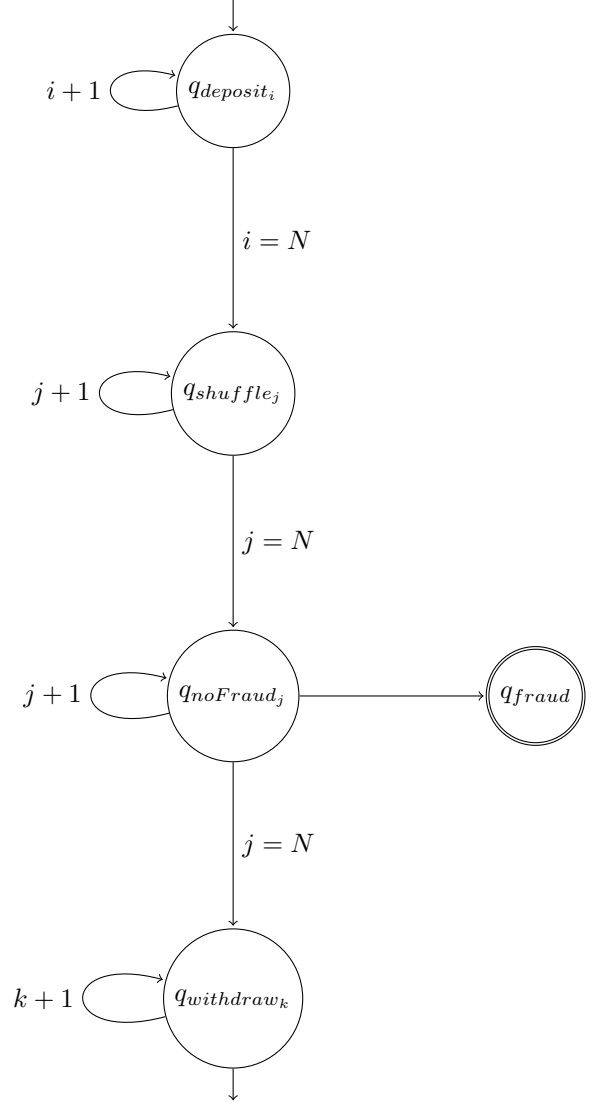 i + 1
q_{deposit_i}
i = N
j + 1
q_{shuffle_j}
j = N
j + 1
q_{noFraud_j}
q_{fraud}
j = N
k + 1
q_{withdraw_k}